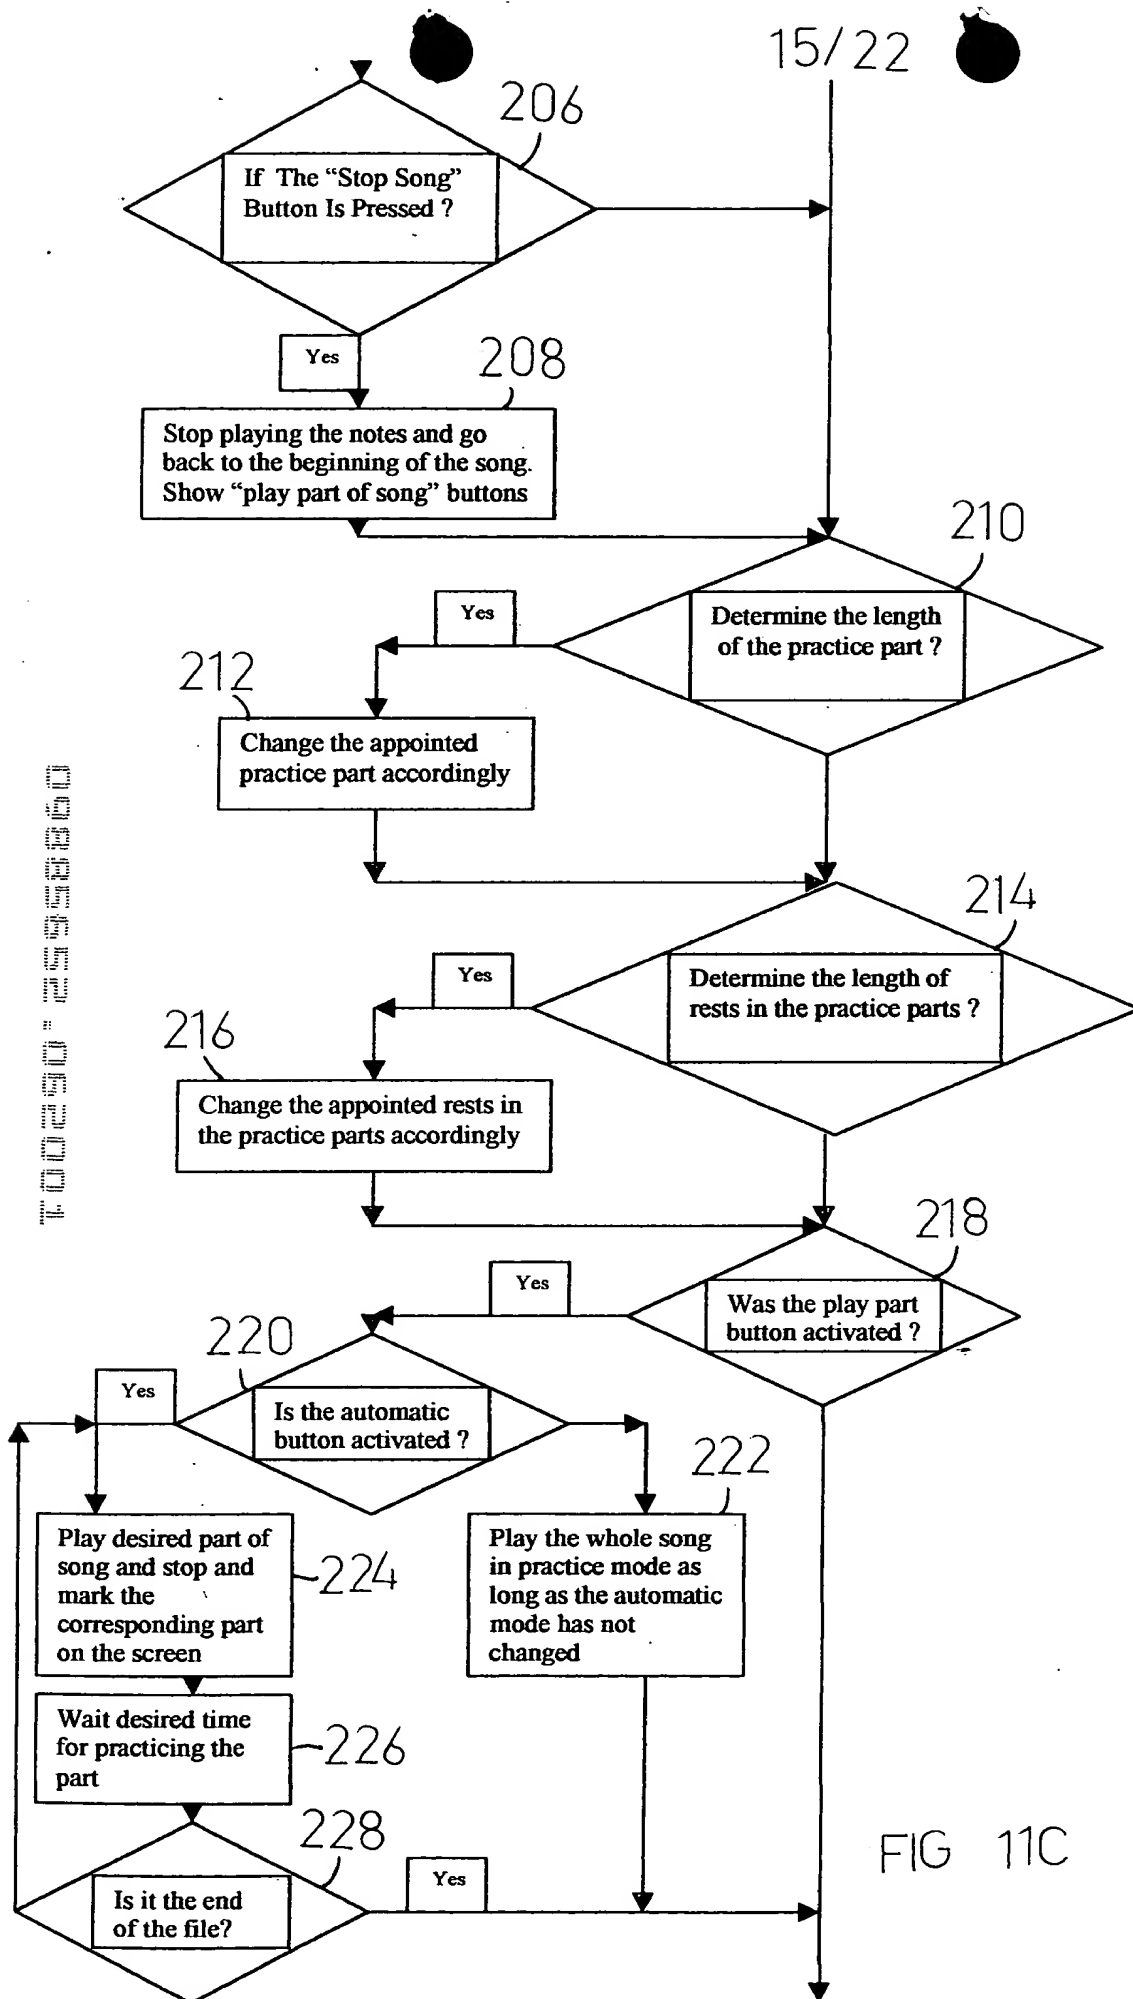 15/22
206
If The “Stop Song”
Button Is Pressed ?
Yes
208
Stop playing the notes and go
back to the beginning of the song.
Show “play part of song” buttons
210
Determine the length
of the practice part ?
Yes
212
Change the appointed
practice part accordingly
214
Determine the length of
rests in the practice parts ?
Yes
216
Change the appointed rests in
the practice parts accordingly
218
Was the play part
button activated ?
Yes
220
Is the automatic
button activated ?
Yes
222
Play the whole song
in practice mode as
long as the automatic
mode has not
changed
Play desired part of
song and stop and
mark the
corresponding part
on the screen
224
Wait desired time
for practicing the
part
226
228
Is it the end
of the file?
Yes
FIG 11C
09885652.062001